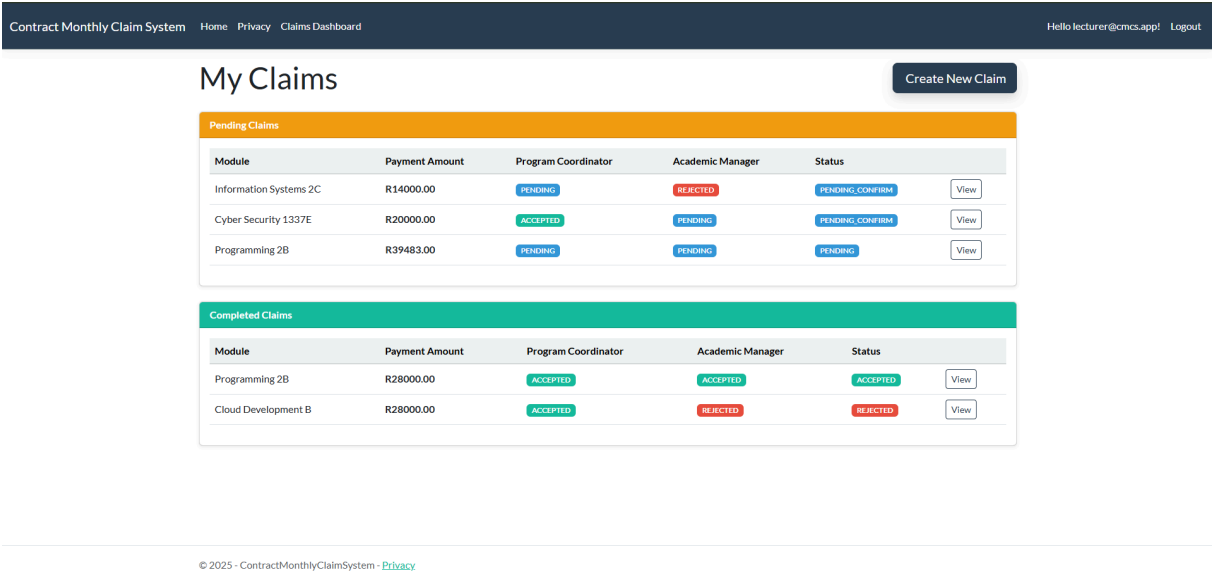 Contract Monthly Claim System Home Privacy Claims Dashboard Hello lecturer@cmcs.app! Logout
My Claims Create New Claim
Pending Claims
Module Payment Amount Program Coordinator Academic Manager Status
Information Systems 2C R14000.00 PENDING REJECTED PENDING_CONFIRM View
Cyber Security 1337E R20000.00 ACCEPTED PENDING PENDING_CONFIRM View
Programming 2B R39483.00 PENDING PENDING PENDING View
Completed Claims
Module Payment Amount Program Coordinator Academic Manager Status
Programming 2B R28000.00 ACCEPTED ACCEPTED ACCEPTED View
Cloud Development B R28000.00 ACCEPTED REJECTED REJECTED View
© 2025 - ContractMonthlyClaimSystem - Privacy